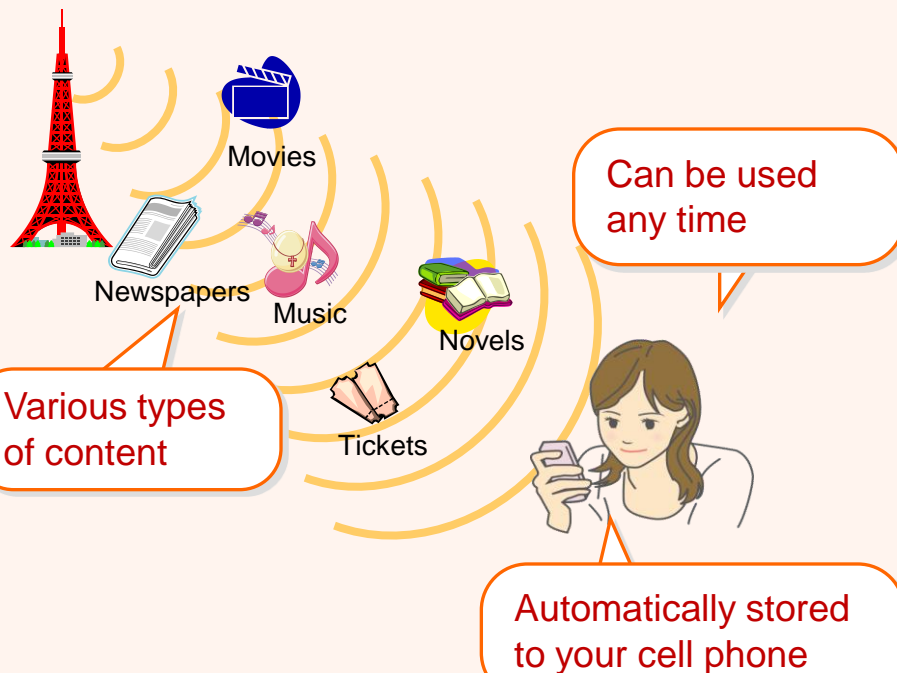 Movies
Can be used
any time
Newspapers
Music
Novels
Various types
of content
Tickets
Automatically stored
to your cell phone